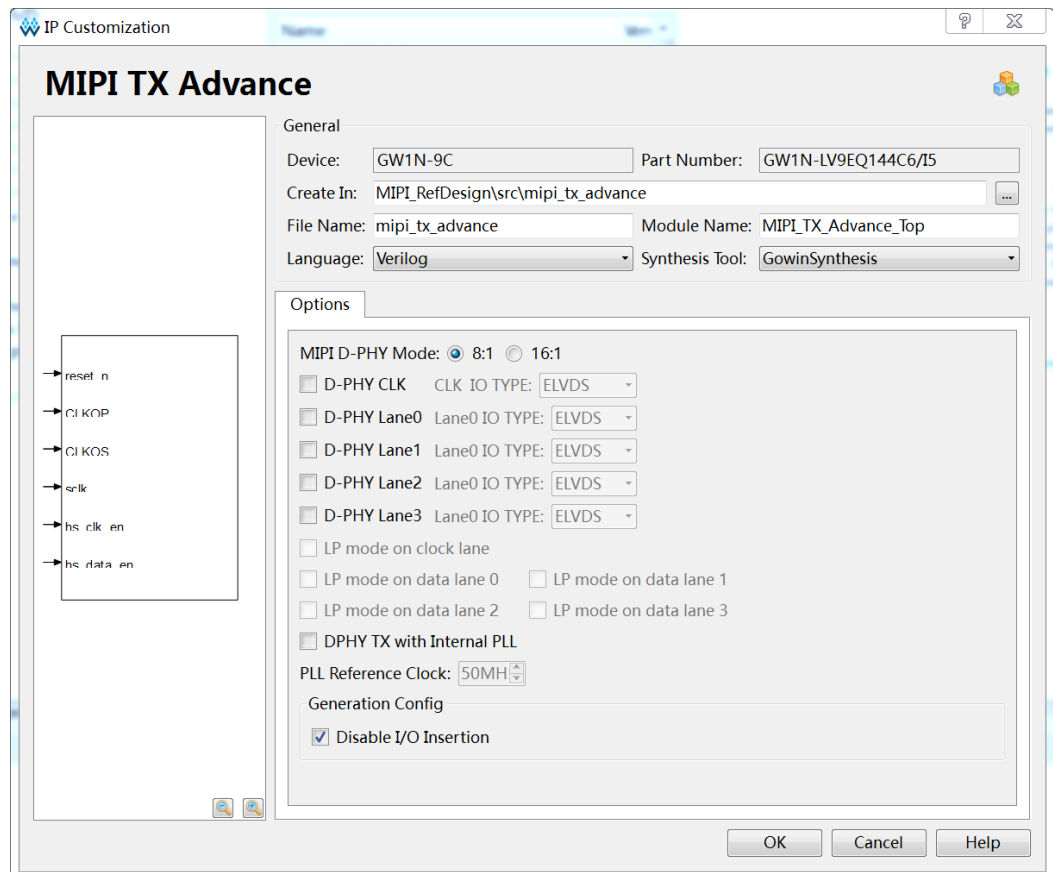 IP Customization
MIPI TX Advance
General
Device: GW1N-9C Part Number: GW1N-LV9EQ144C6/I5
Create In: MIPI_RefDesign\src\mipi_tx_advance ...
File Name: mipi_tx_advance Module Name: MIPI_TX_Advance_Top
Language: Verilog Synthesis Tool: GowinSynthesis
reset_n
CLKOP
CLKOS
sclk
hs_clk_en
hs_data_en
Options
MIPI D-PHY Mode: 8:1 16:1
D-PHY CLK CLK IO TYPE: ELVDS
D-PHY Lane0 Lane0 IO TYPE: ELVDS
D-PHY Lane1 Lane0 IO TYPE: ELVDS
D-PHY Lane2 Lane0 IO TYPE: ELVDS
D-PHY Lane3 Lane0 IO TYPE: ELVDS
LP mode on clock lane
LP mode on data lane 0 LP mode on data lane 1
LP mode on data lane 2 LP mode on data lane 3
DPHY TX with Internal PLL
PLL Reference Clock: 50MH
Generation Config
Disable I/O Insertion
OK Cancel Help